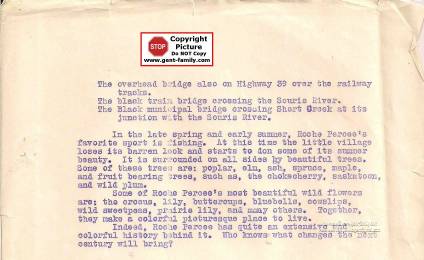 Copyright
Picture
STOP
Do NOT Copy
www.gent-family.com
The overhead bridge also on Highway 39 over the railway
tracks.
The black train bridge crossing the Souris River.
The Black municipal bridge crossing Short Creek at its
junction with the Souris River.
In the late spring and early summer, Roche Percee's
favorite sport is fishing. At this time the little village
loses its barren look and starts to don some of its summer
beauty. It is surrounded on all sides by beautiful trees.
Some of these trees are: poplar, elm, ash, spruce, maple,
and fruit bearing trees, such as, the chokecherry, saskatoon,
and wild plum.
Some of Roche Percee's most beautiful wild flowers
are: the crocus, lily, buttercups, bluebells, cowslips,
wild sweetpeas, prairie lily, and many others. Together,
they make a colorful picturesque place to live.
Indeed, Roche Percee has quite an extensive and
colorful history behind it. Who knows what changes the next
century will bring?